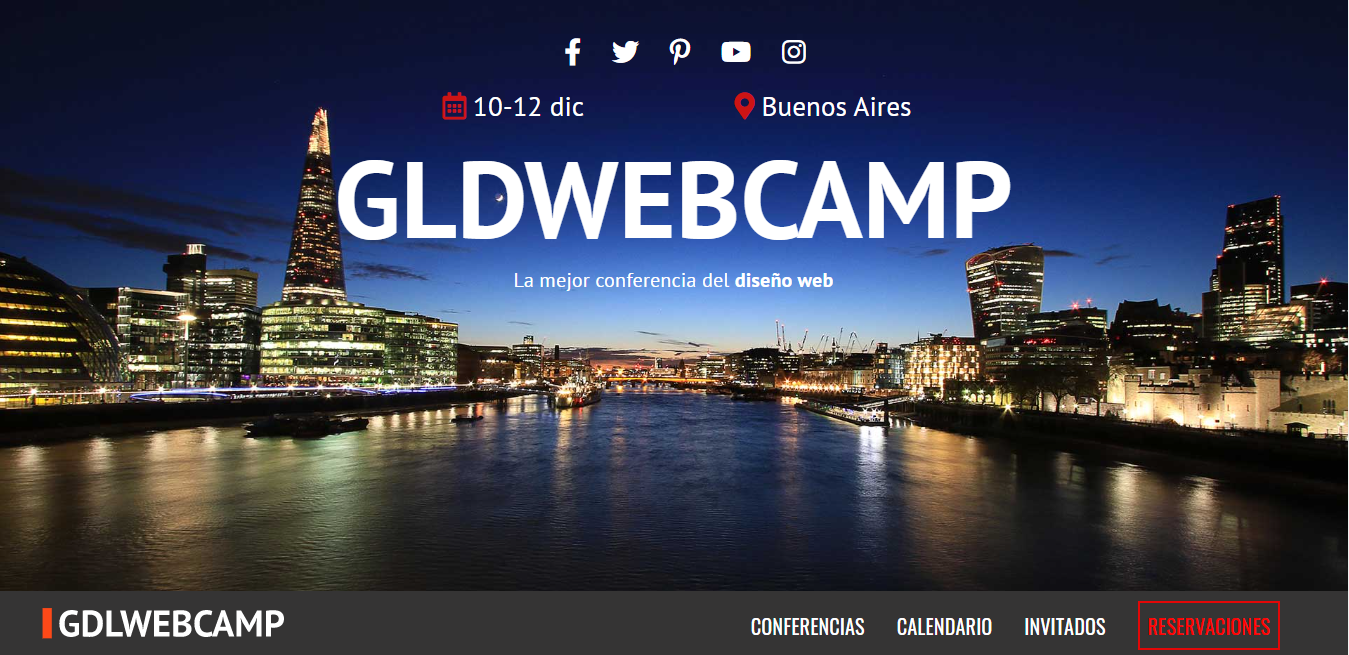 10-12 dic
Buenos Aires
GLDWEBCAMP
La mejor conferencia del diseño web
GDLWEBCAMP
CONFERENCIAS CALENDARIO INVITADOS RESERVACIONES